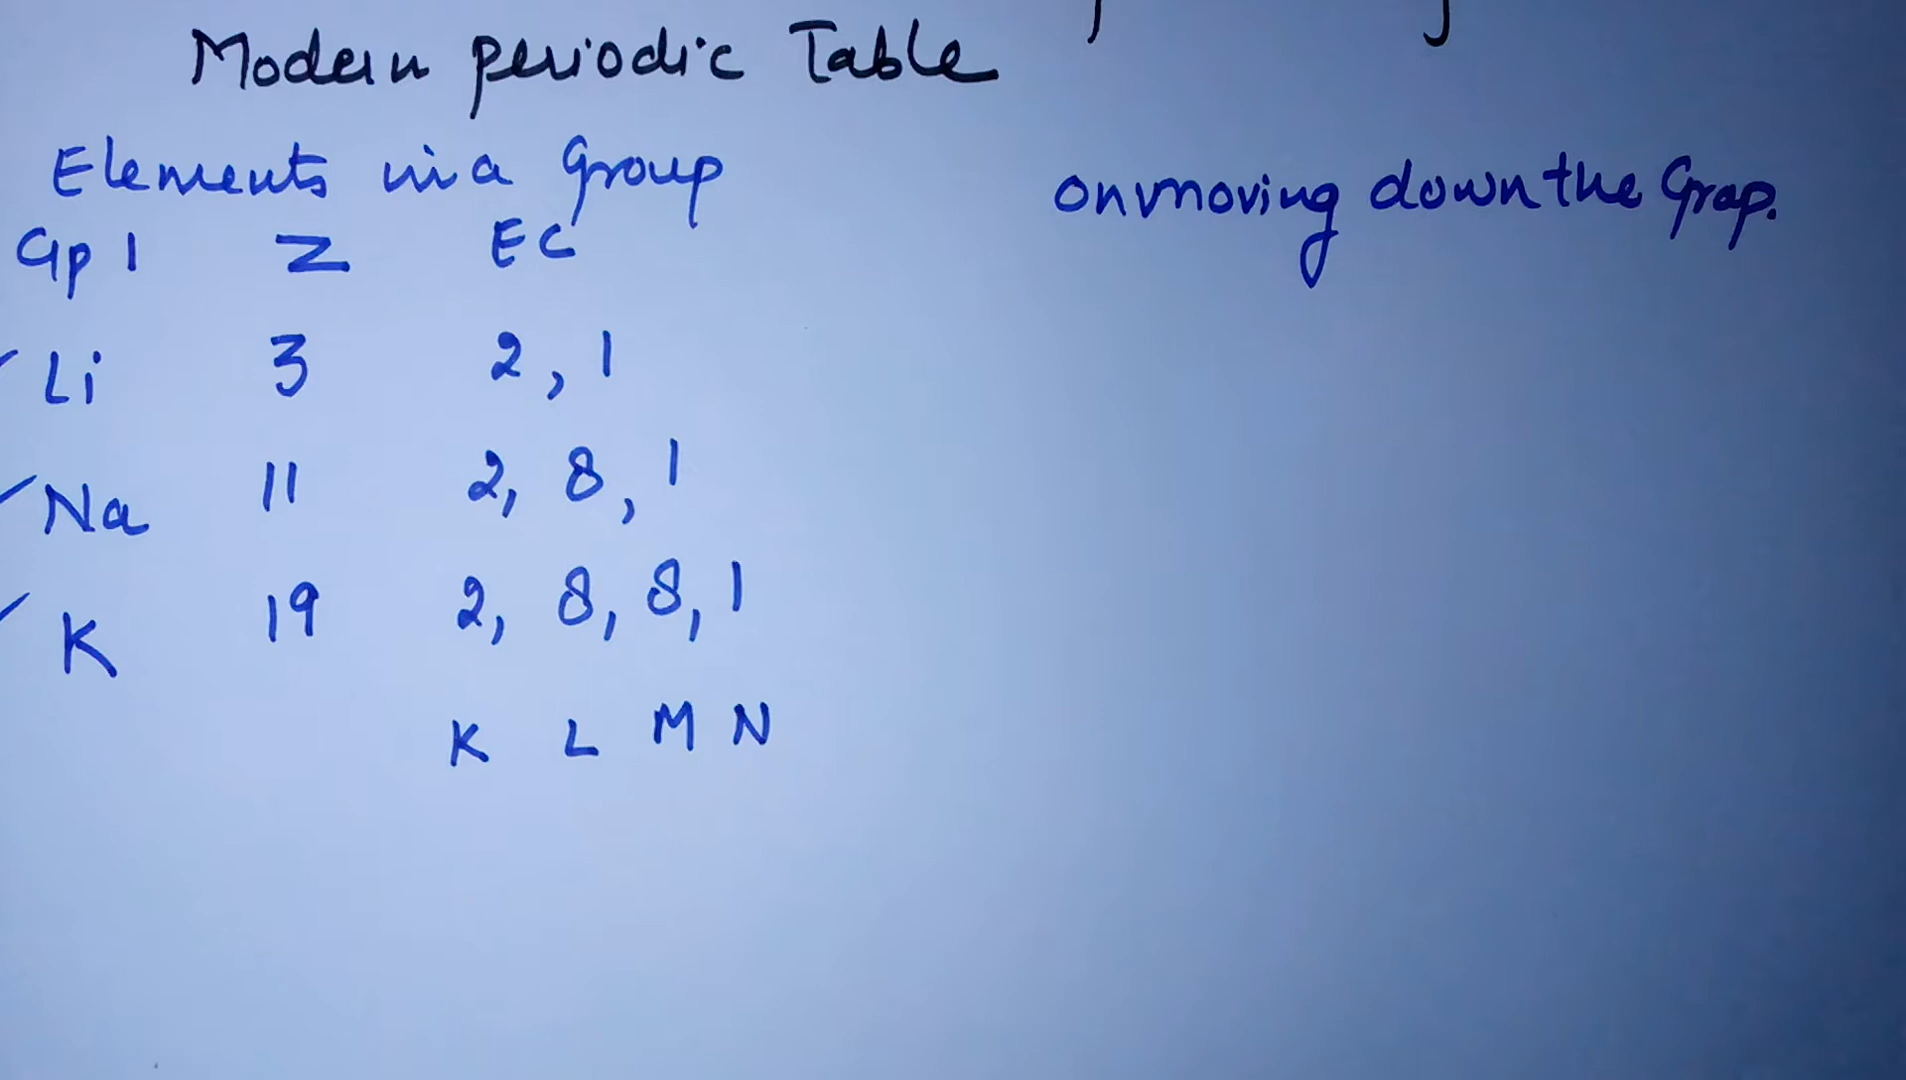 Modern periodic Table
Elements in a Group
on moving down the Grop.
Gp 1 Z EC
Li 3 2, 1
Na 11 2, 8, 1
K 19 2, 8, 8, 1
K L M N